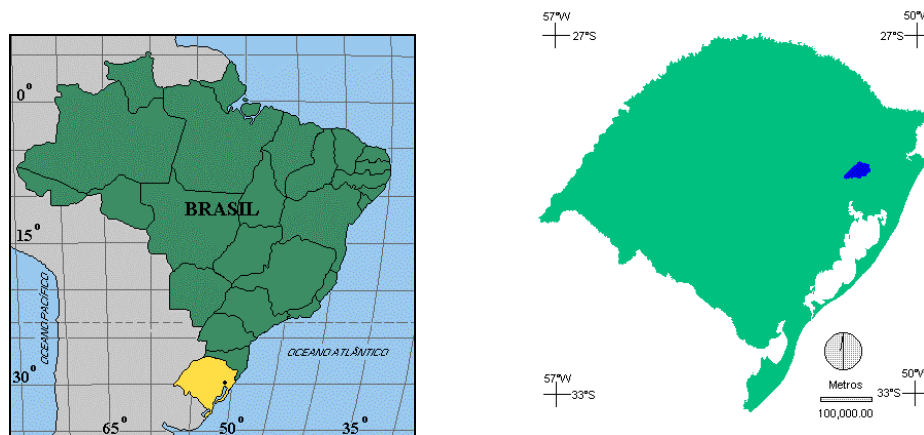 0°
BRASIL
15°
OCEANO PACÍFICO
OCEANO ATLÂNTICO
30°
65°
50°
35°
57°W
27°S
50°
27°S
57°W
33°S
50°W
33°S
Metros
100,000.00